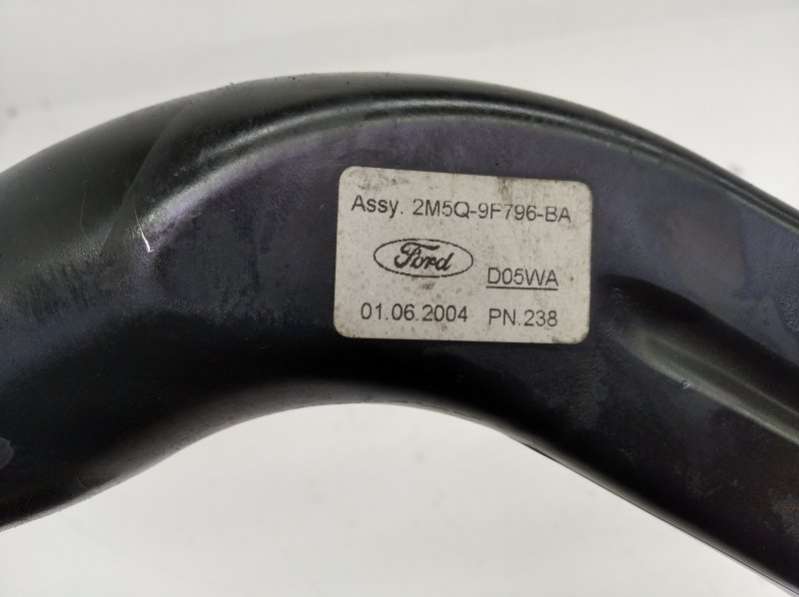 Assy. 2M5Q-9F796-BA
Ford
D05WA
01.06.2004 PN.238